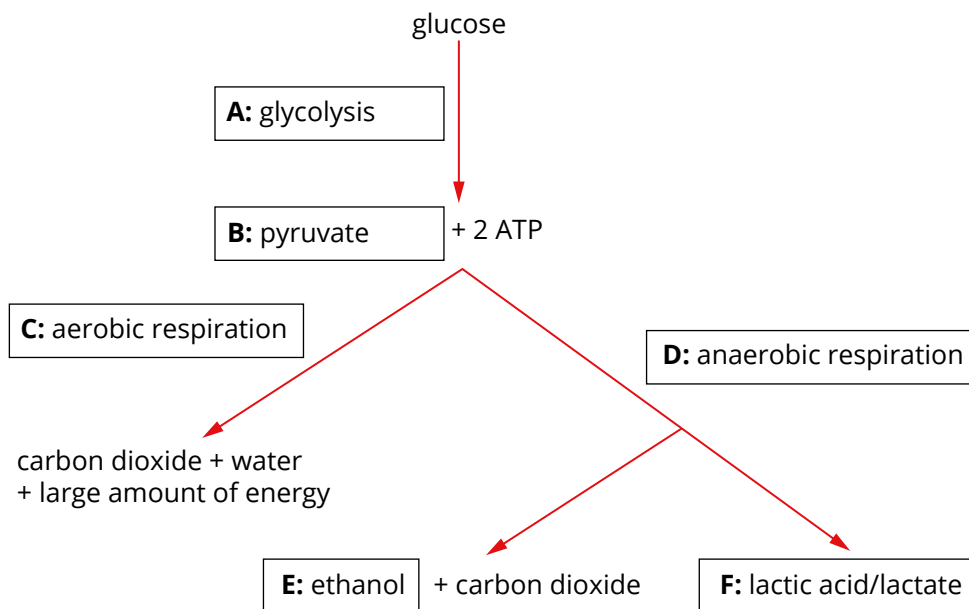 glucose
A: glycolysis
B: pyruvate + 2 ATP
C: aerobic respiration
D: anaerobic respiration
carbon dioxide + water
+ large amount of energy
E: ethanol + carbon dioxide
F: lactic acid/lactate